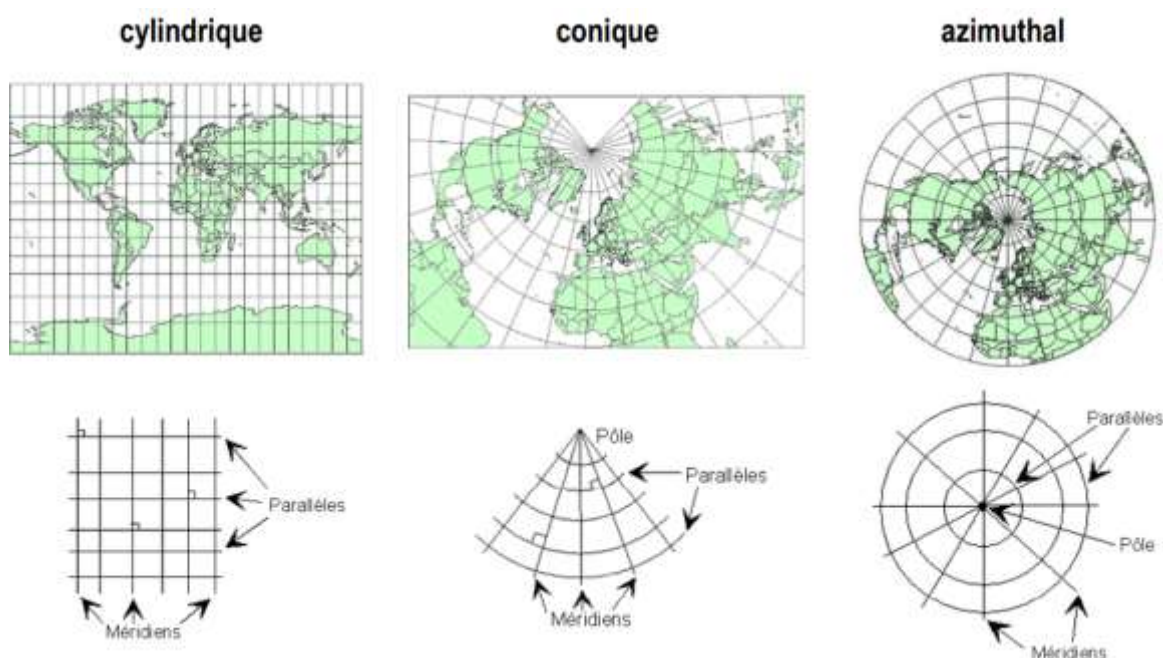 cylindrique
conique
azimuthal
Parallèles
Méridiens
Pôle
Parallèles
Méridiens
Parallèles
Pôle
Méridiens